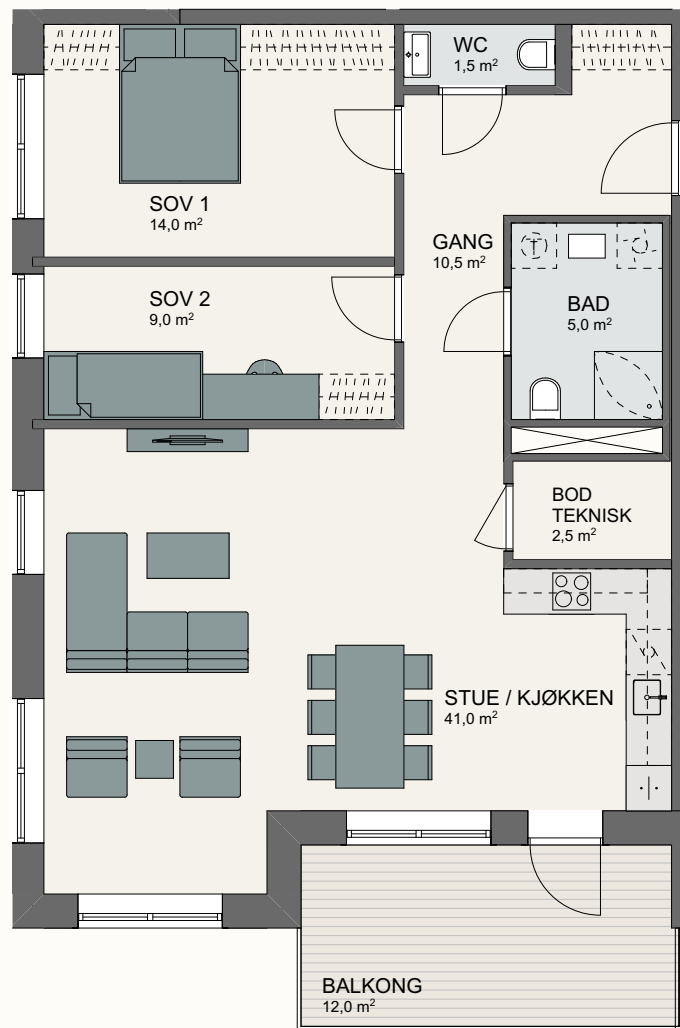 WC
1,5 m²
SOV 1
14,0 m²
GANG
10,5 m²
SOV 2
9,0 m²
BAD
5,0 m²
T
BOD
TEKNISK
2,5 m²
STUE / KJØKKEN
41,0 m²
BALKONG
12,0 m²